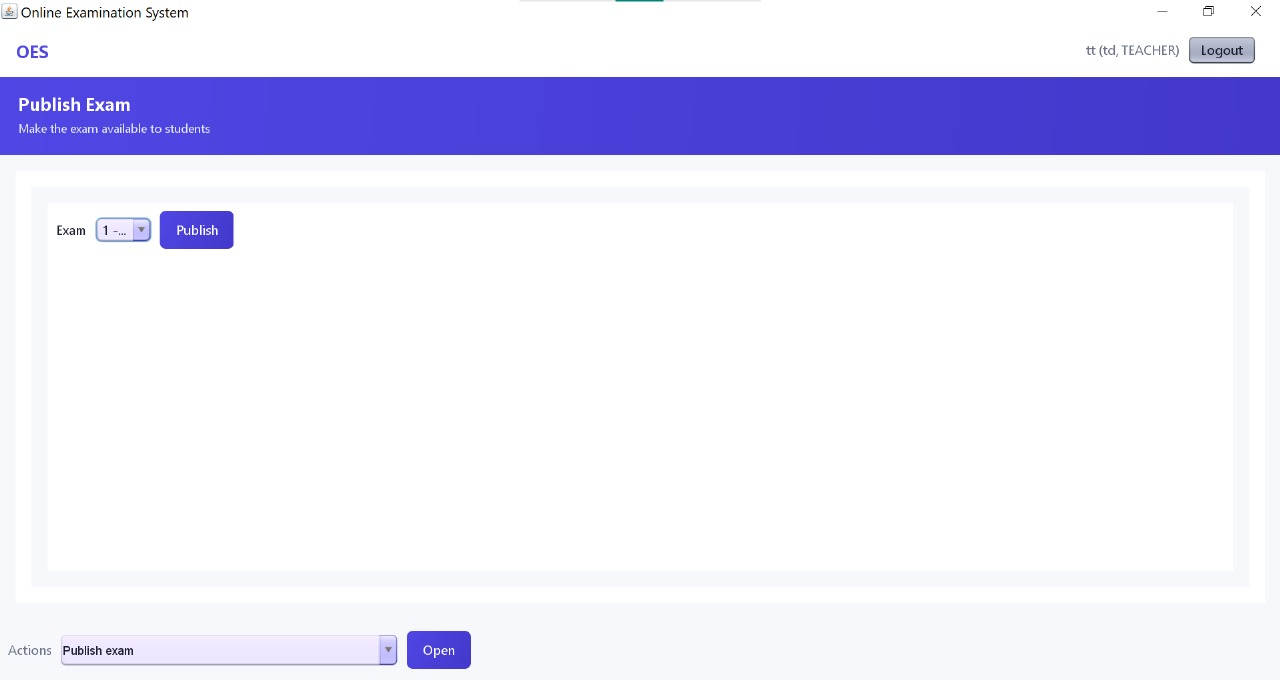 Online Examination System
OES
tt (td, TEACHER)
Logout
Publish Exam
Make the exam available to students
Exam
1 -...
Publish
Actions
Publish exam
Open